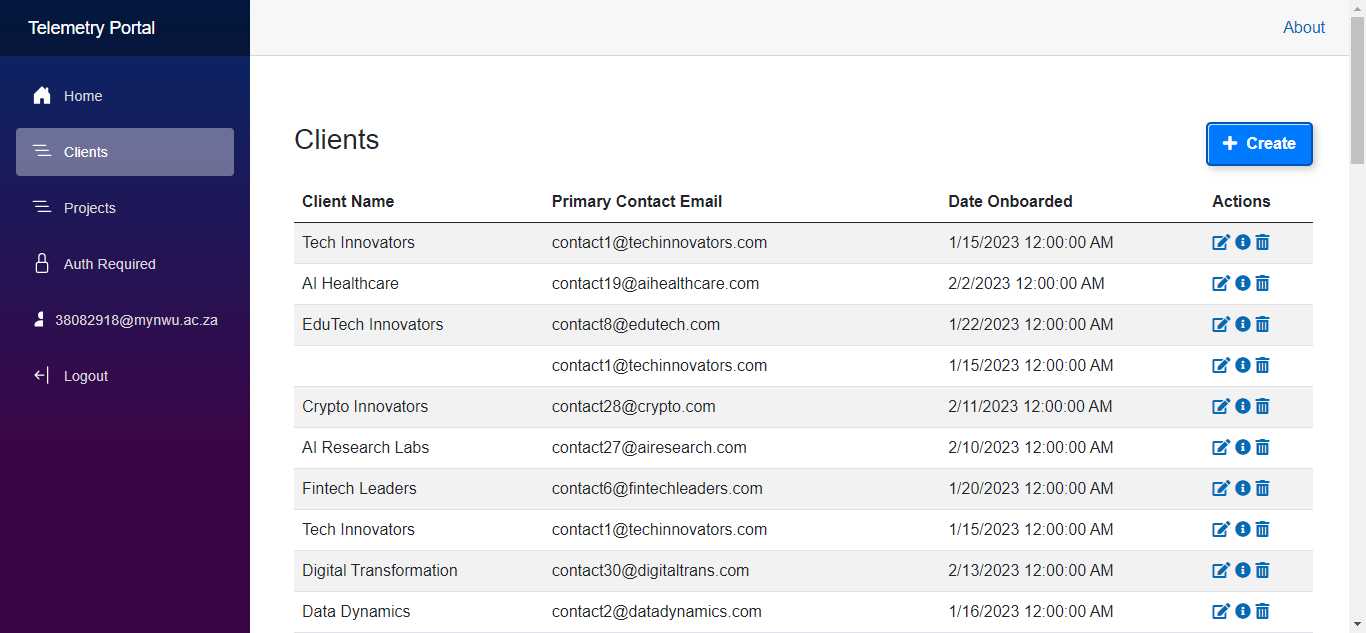 Telemetry Portal
About
Home
Clients
Projects
Auth Required
38082918@mynwu.ac.za
Logout
Clients
Create
Client Name Primary Contact Email Date Onboarded Actions
Tech Innovators contact1@techinnovators.com 1/15/2023 12:00:00 AM
AI Healthcare contact19@aihealthcare.com 2/2/2023 12:00:00 AM
EduTech Innovators contact8@edutech.com 1/22/2023 12:00:00 AM
contact1@techinnovators.com 1/15/2023 12:00:00 AM
Crypto Innovators contact28@crypto.com 2/11/2023 12:00:00 AM
AI Research Labs contact27@airesearch.com 2/10/2023 12:00:00 AM
Fintech Leaders contact6@fintechleaders.com 1/20/2023 12:00:00 AM
Tech Innovators contact1@techinnovators.com 1/15/2023 12:00:00 AM
Digital Transformation contact30@digitaltrans.com 2/13/2023 12:00:00 AM
Data Dynamics contact2@datadynamics.com 1/16/2023 12:00:00 AM